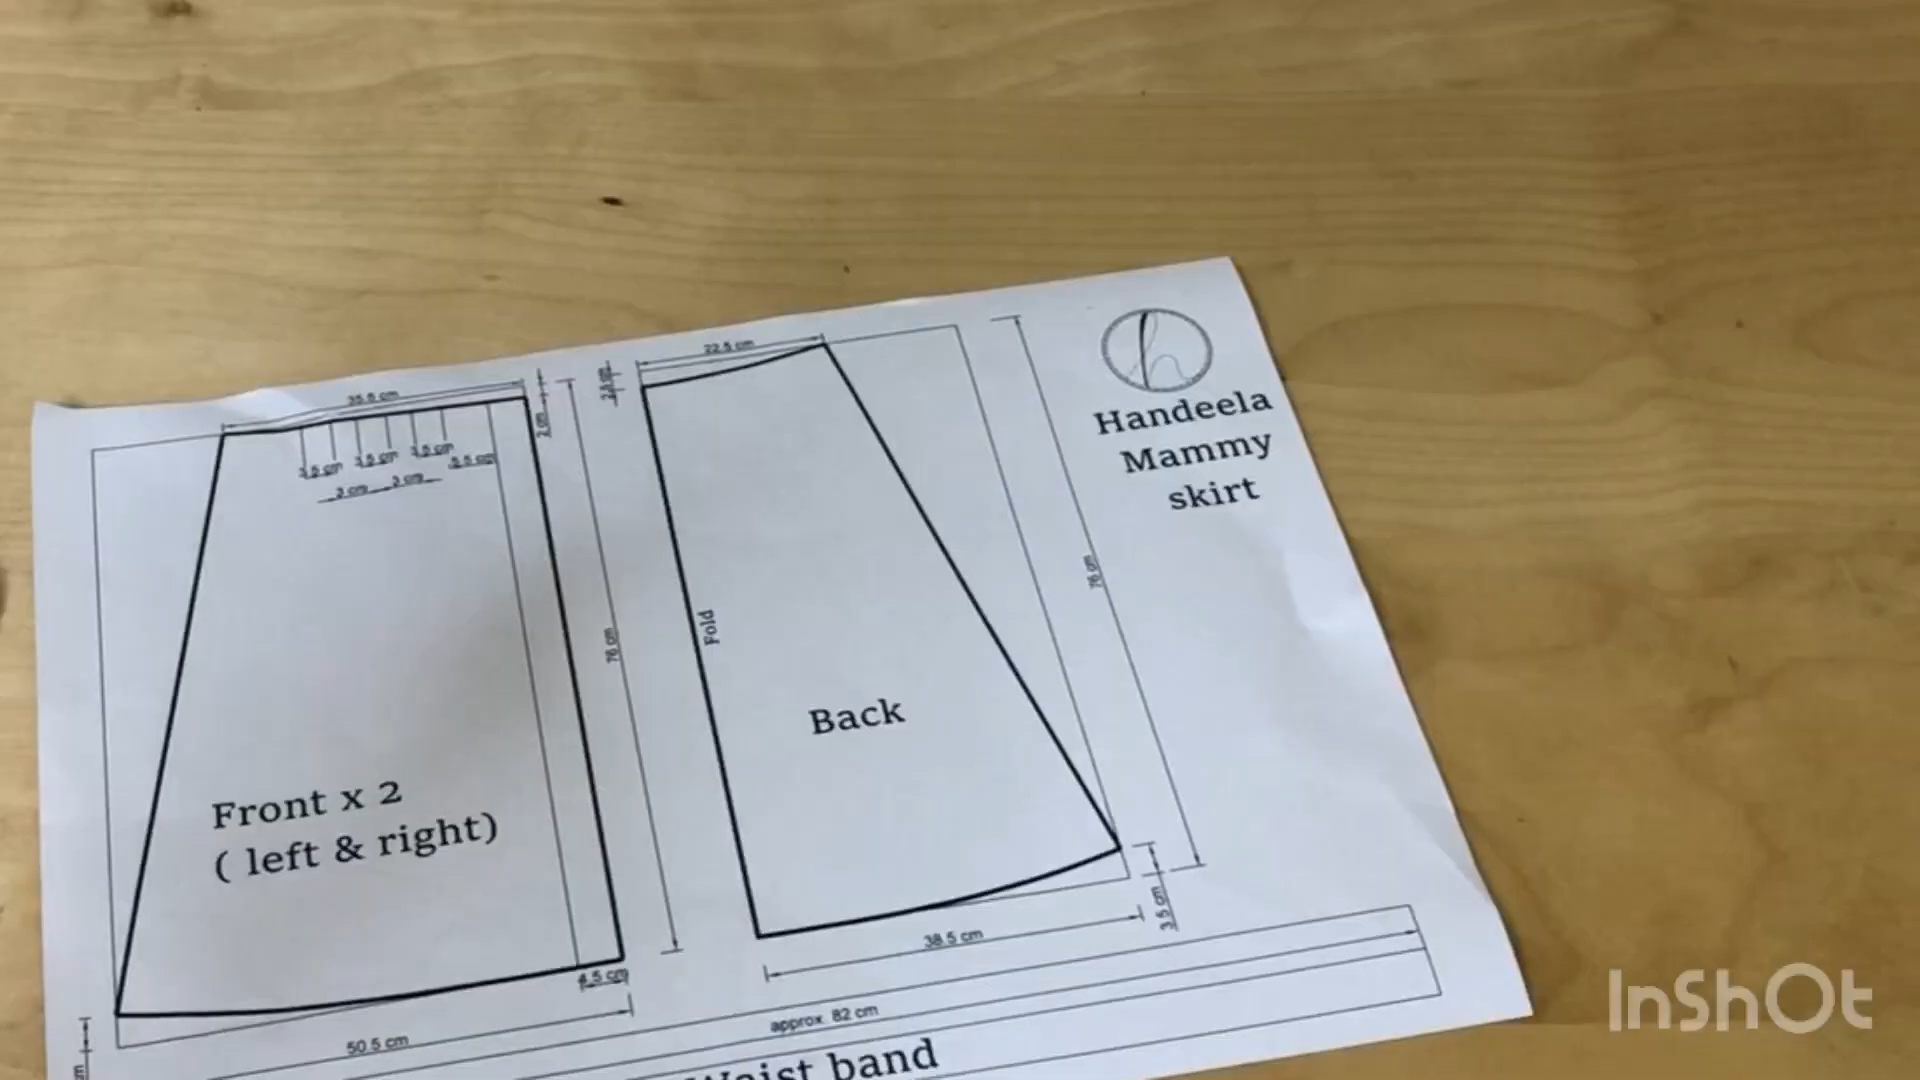 35.5 cm
2 cm
3.5 cm
3.5 cm
3.5 cm
5.5 cm
3 cm
3 cm
76 cm
Front x 2
( left & right)
4.5 cm
50.5 cm
22.5 cm
2.5 cm
Fold
Back
76 cm
38.5 cm
3.5 cm
Handeela
Mammy
skirt
approx. 82 cm
Waist band
InShOt